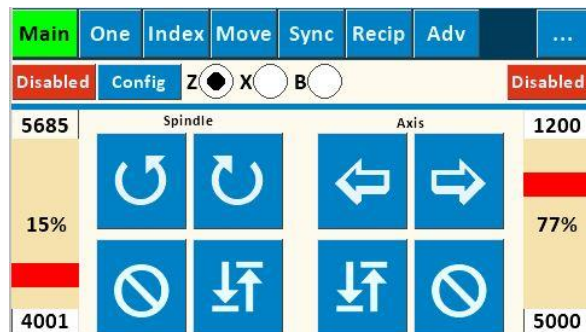 Main One Index Move Sync Recip Adv ...
Disabled Config Z X B Disabled
5685 Spindle Axis 1200
15% 77%
4001 5000